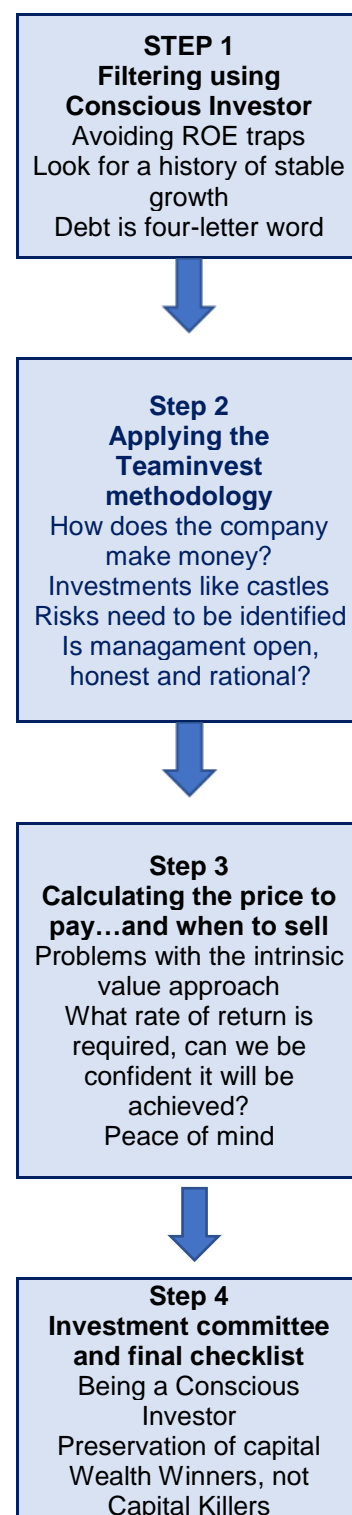 STEP 1
Filtering using
Conscious Investor
Avoiding ROE traps
Look for a history of stable
growth
Debt is four-letter word
Step 2
Applying the
Teaminvest
methodology
How does the company
make money?
Investments like castles
Risks need to be identified
Is managament open,
honest and rational?
Step 3
Calculating the price to
pay…and when to sell
Problems with the intrinsic
value approach
What rate of return is
required, can we be
confident it will be
achieved?
Peace of mind
Step 4
Investment committee
and final checklist
Being a Conscious
Investor
Preservation of capital
Wealth Winners, not
Capital Killers